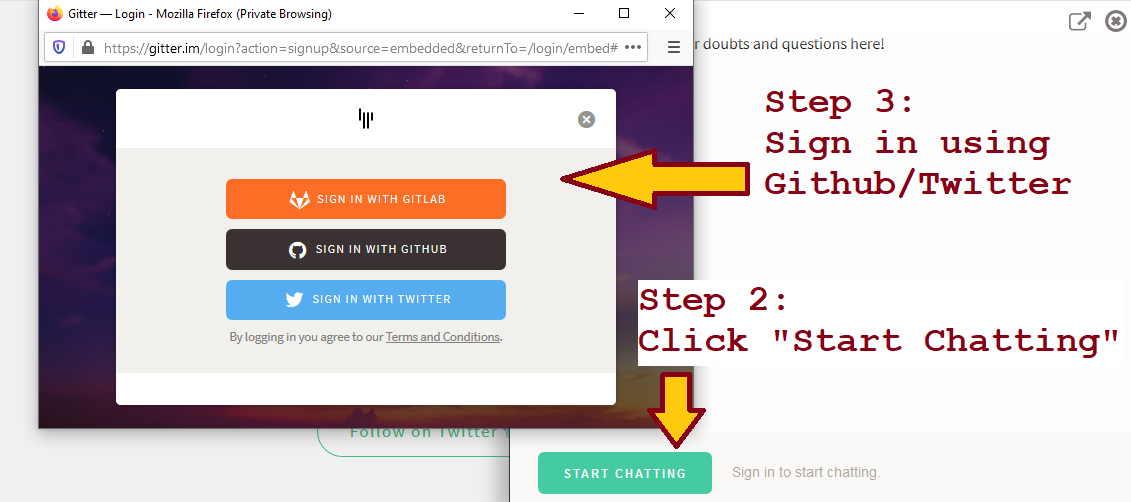 Gitter — Login - Mozilla Firefox (Private Browsing)
https://gitter.im/login?action=signup&source=embedded&returnTo=/login/embed#
r doubts and questions here!
Step 3:
Sign in using
Github/Twitter
SIGN IN WITH GITLAB
SIGN IN WITH GITHUB
SIGN IN WITH TWITTER
By logging in you agree to our Terms and Conditions.
Step 2:
Click "Start Chatting"
Follow on Twitter
START CHATTING
Sign in to start chatting.